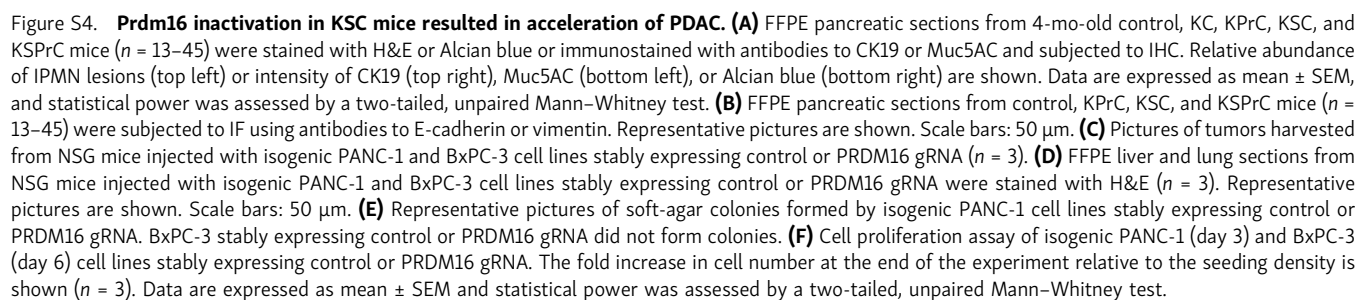 Figure S4. Prdm16 inactivation in KSC mice resulted in acceleration of PDAC. (A) FFPE pancreatic sections from 4-mo-old control, KC, KPrC, KSC, and
KSPrC mice (n = 13–45) were stained with H&E or Alcian blue or immunostained with antibodies to CK19 or Muc5AC and subjected to IHC. Relative abundance
of IPMN lesions (top left) or intensity of CK19 (top right), Muc5AC (bottom left), or Alcian blue (bottom right) are shown. Data are expressed as mean ± SEM,
and statistical power was assessed by a two-tailed, unpaired Mann–Whitney test. (B) FFPE pancreatic sections from control, KPrC, KSC, and KSPrC mice (n =
13–45) were subjected to IF using antibodies to E-cadherin or vimentin. Representative pictures are shown. Scale bars: 50 μm. (C) Pictures of tumors harvested
from NSG mice injected with isogenic PANC-1 and BxPC-3 cell lines stably expressing control or PRDM16 gRNA (n = 3). (D) FFPE liver and lung sections from
NSG mice injected with isogenic PANC-1 and BxPC-3 cell lines stably expressing control or PRDM16 gRNA were stained with H&E (n = 3). Representative
pictures are shown. Scale bars: 50 μm. (E) Representative pictures of soft-agar colonies formed by isogenic PANC-1 cell lines stably expressing control or
PRDM16 gRNA. BxPC-3 stably expressing control or PRDM16 gRNA did not form colonies. (F) Cell proliferation assay of isogenic PANC-1 (day 3) and BxPC-3
(day 6) cell lines stably expressing control or PRDM16 gRNA. The fold increase in cell number at the end of the experiment relative to the seeding density is
shown (n = 3). Data are expressed as mean ± SEM and statistical power was assessed by a two-tailed, unpaired Mann–Whitney test.